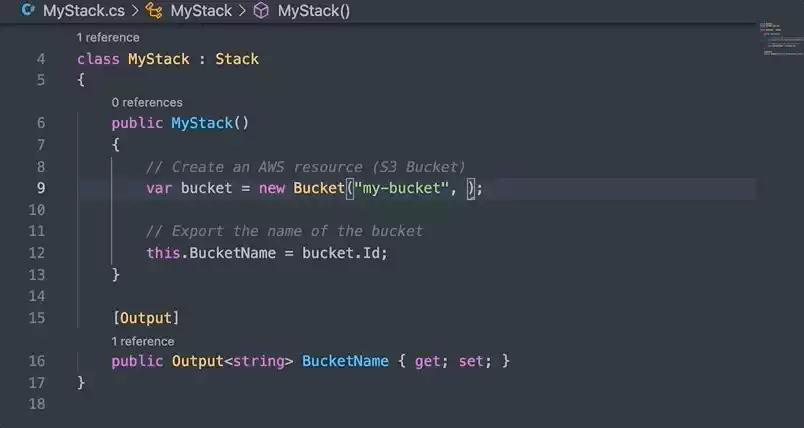 MyStack.cs > MyStack > MyStack()
1 reference
4 class MyStack : Stack
5 {
0 references
6 public MyStack()
7 {
8 // Create an AWS resource (S3 Bucket)
9 var bucket = new Bucket("my-bucket", );
10
11 // Export the name of the bucket
12 this.BucketName = bucket.Id;
13 }
14
15 [Output]
1 reference
16 public Output<string> BucketName { get; set; }
17 }
18